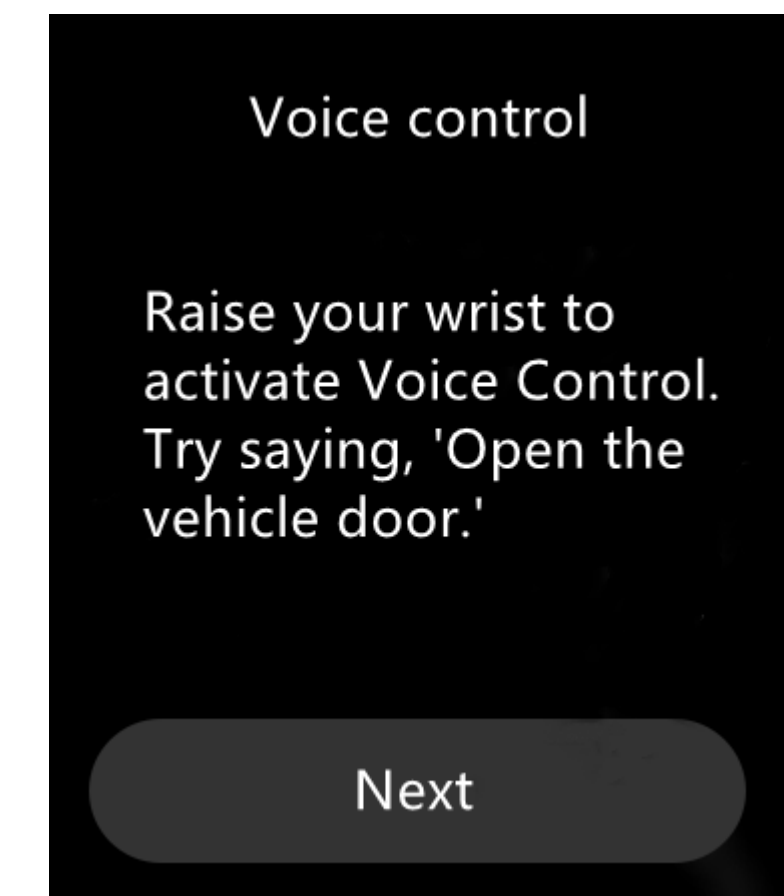 Voice control
Raise your wrist to
activate Voice Control.
Try saying, 'Open the
vehicle door.'
Next